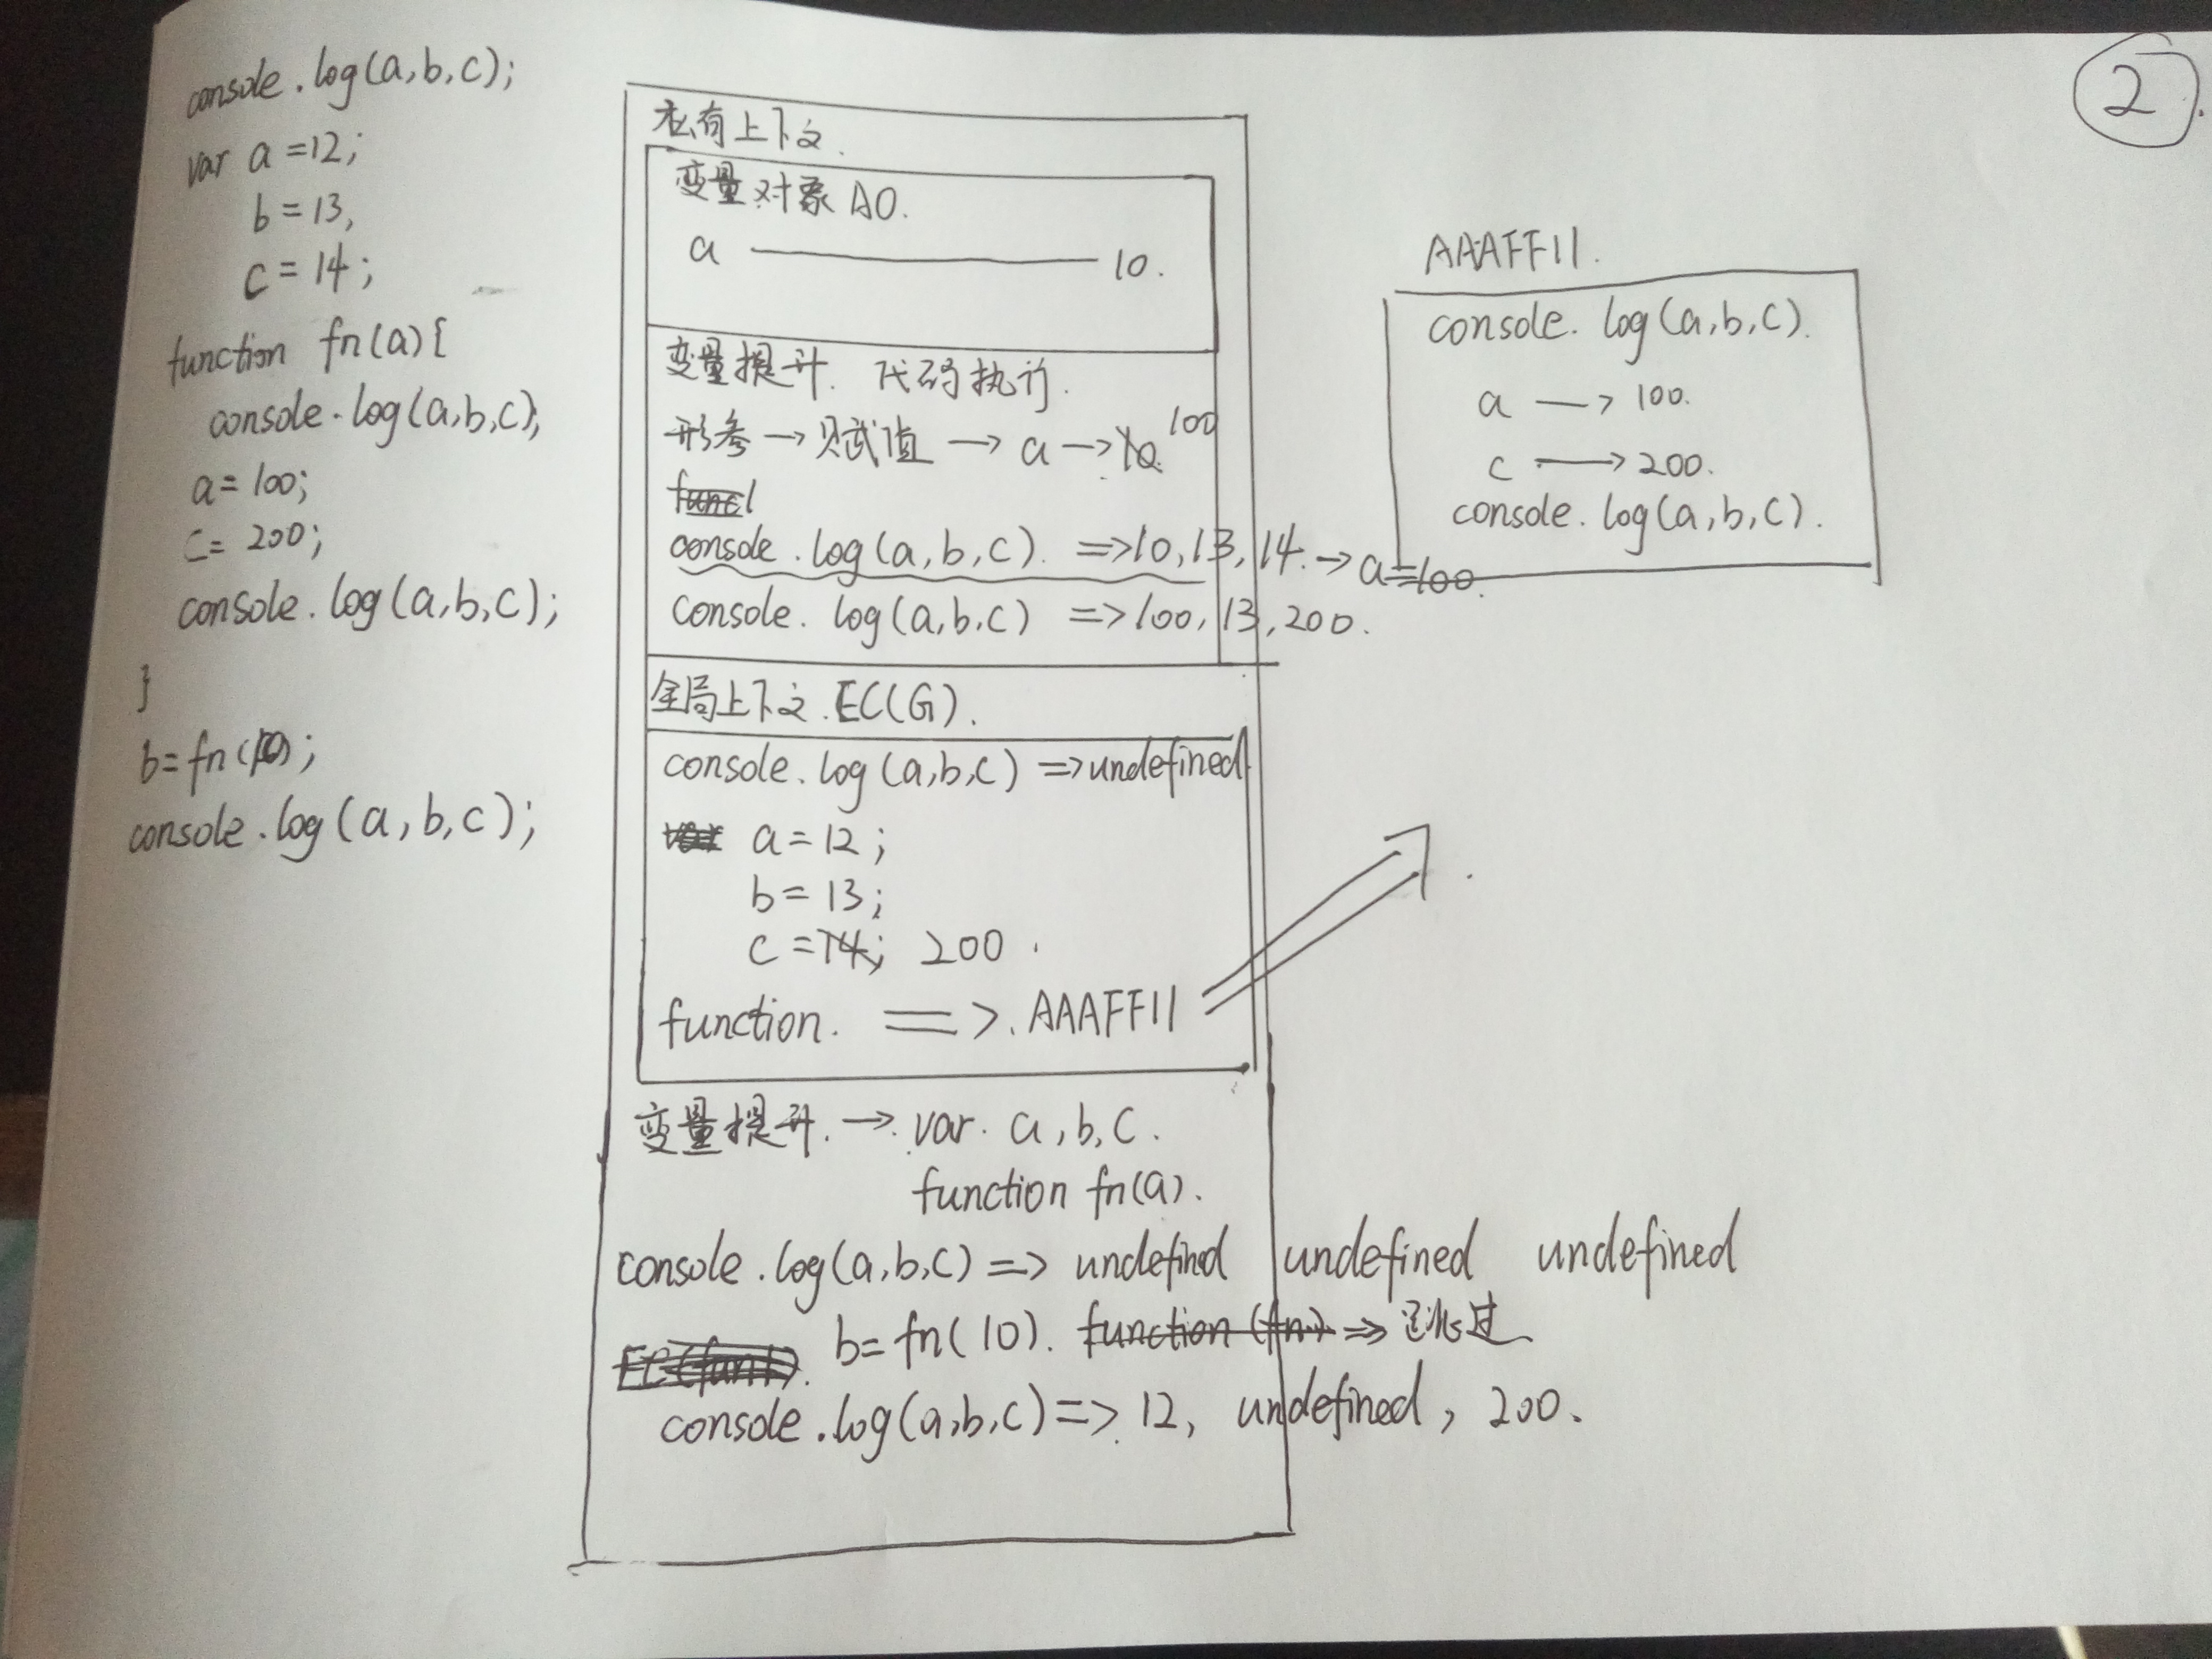 ②.
console.log(a,b,c);
var a=12;
b=13,
c=14;
function fn(a){
console.log(a,b,c);
a=100;
c=200;
console.log(a,b,c);
}
b=fn(10);
console.log(a,b,c);
私有上下文.
变量对象 AO.
a —— 10.
变量提升. 代码执行.
形参→赋值→a→10. 100
func
console.log(a,b,c). =>10,13,14.→a=100.
console.log(a,b,c) =>100,13,200.
全局上下文.EC(G).
console.log(a,b,c) =>undefined
var a=12;
b=13;
c=14; 200.
function. =>.AAAFF11
变量提升.→.var. a,b,c.
function fn(a).
console.log(a,b,c)=> undefined undefined undefined
b=fn(10). function(fn)=>跳过
console.log(a,b,c)=>.12, undefined, 200.
AAAFF11.
console.log(a,b,c).
a → 100.
c → 200.
console.log(a,b,c).